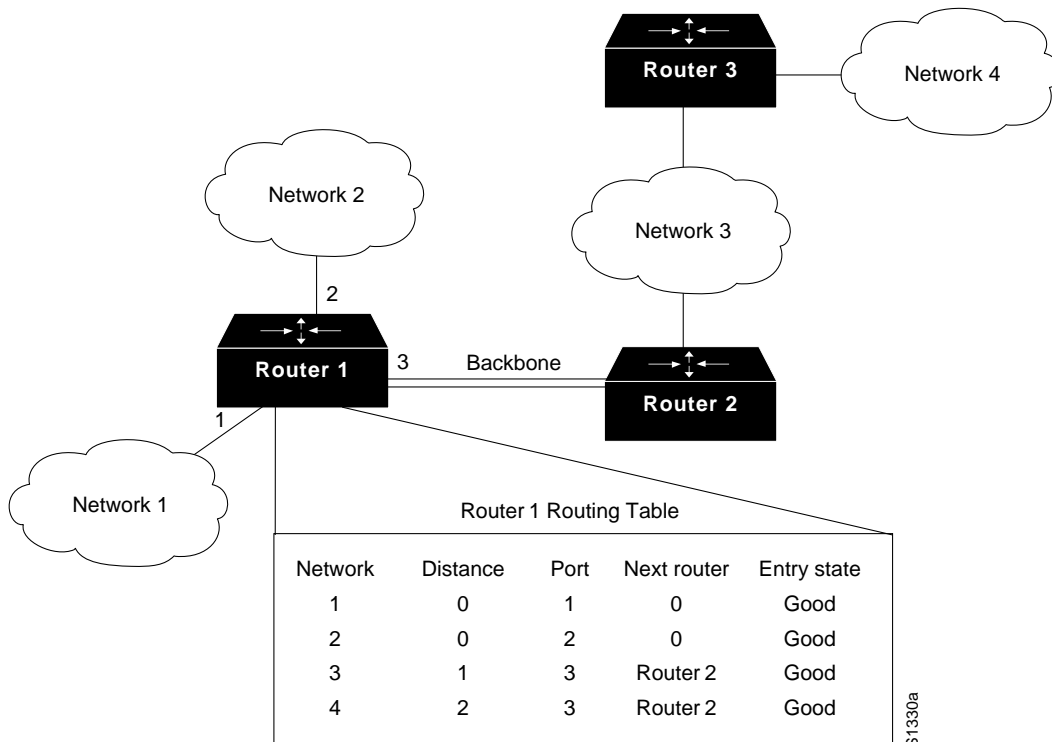 Router 3
Network 4
Network 2
Network 3
2
Router 1
3
Backbone
Router 2
1
Network 1
Router 1 Routing Table
Network Distance Port Next router Entry state
1 0 1 0 Good
2 0 2 0 Good
3 1 3 Router 2 Good
4 2 3 Router 2 Good
S1330a